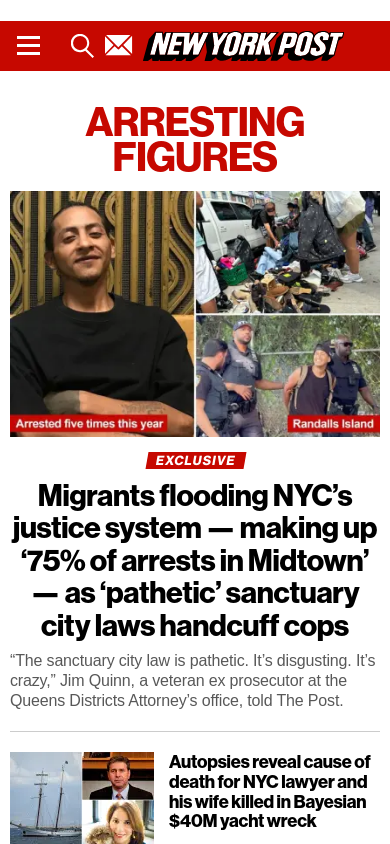 NEW YORK POST
ARRESTING
FIGURES
Arrested five times this year
Randalls Island
EXCLUSIVE
Migrants flooding NYC’s
justice system — making up
‘75% of arrests in Midtown’
— as ‘pathetic’ sanctuary
city laws handcuff cops
“The sanctuary city law is pathetic. It’s disgusting. It’s
crazy,” Jim Quinn, a veteran ex prosecutor at the
Queens Districts Attorney’s office, told The Post.
Autopsies reveal cause of
death for NYC lawyer and
his wife killed in Bayesian
$40M yacht wreck